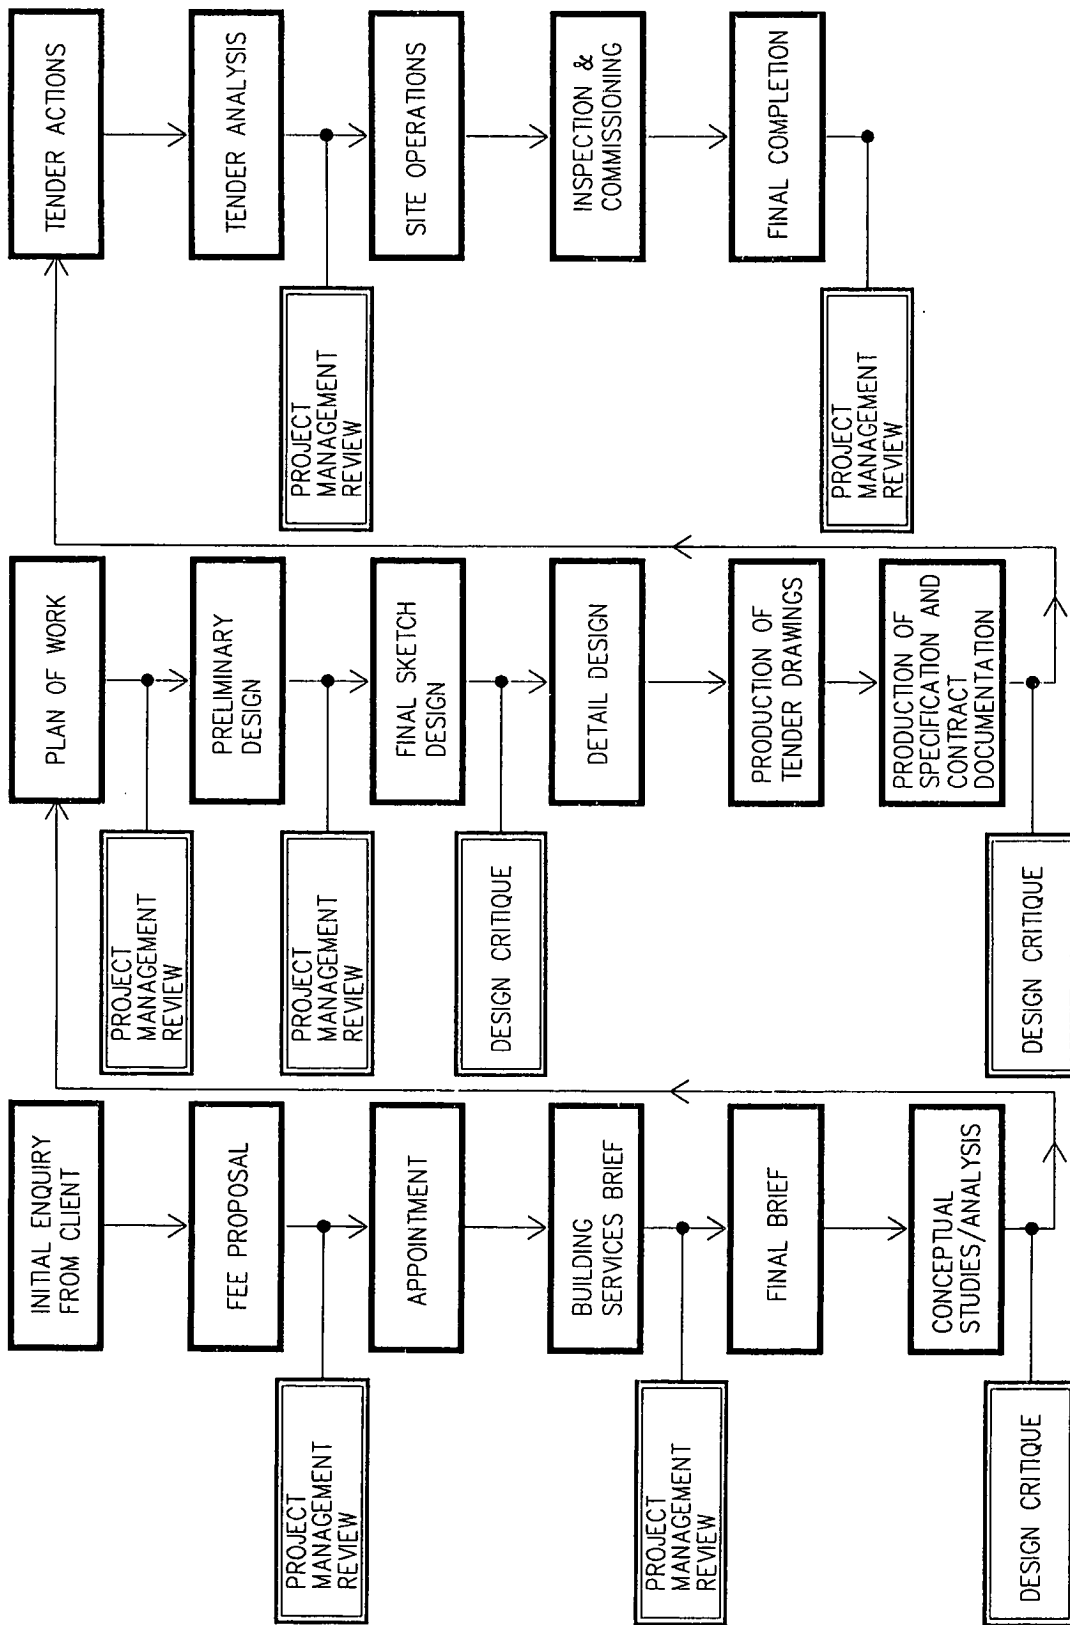 INITIAL ENQUIRY
FROM CLIENT
FEE PROPOSAL
PROJECT
MANAGEMENT
REVIEW
APPOINTMENT
BUILDING
SERVICES BRIEF
PROJECT
MANAGEMENT
REVIEW
FINAL BRIEF
CONCEPTUAL
STUDIES/ANALYSIS
DESIGN CRITIQUE
PLAN OF WORK
PROJECT
MANAGEMENT
REVIEW
PRELIMINARY
DESIGN
PROJECT
MANAGEMENT
REVIEW
FINAL SKETCH
DESIGN
DESIGN CRITIQUE
DETAIL DESIGN
PRODUCTION OF
TENDER DRAWINGS
PRODUCTION OF
SPECIFICATION AND
CONTRACT
DOCUMENTATION
DESIGN CRITIQUE
TENDER ACTIONS
TENDER ANALYSIS
PROJECT
MANAGEMENT
REVIEW
SITE OPERATIONS
INSPECTION &
COMMISSIONING
FINAL COMPLETION
PROJECT
MANAGEMENT
REVIEW